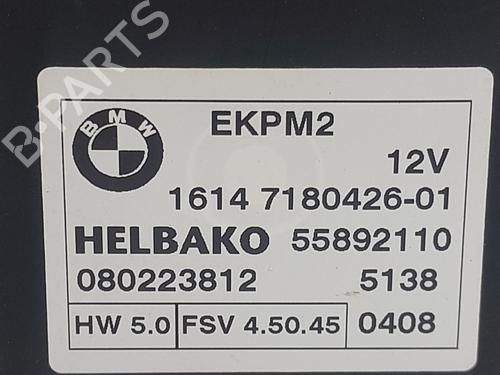 B-PARTS
BMW
EKPM2
12V
1614 7180426-01
HELBAKO 55892110
080223812 5138
HW 5.0 FSV 4.50.45 0408